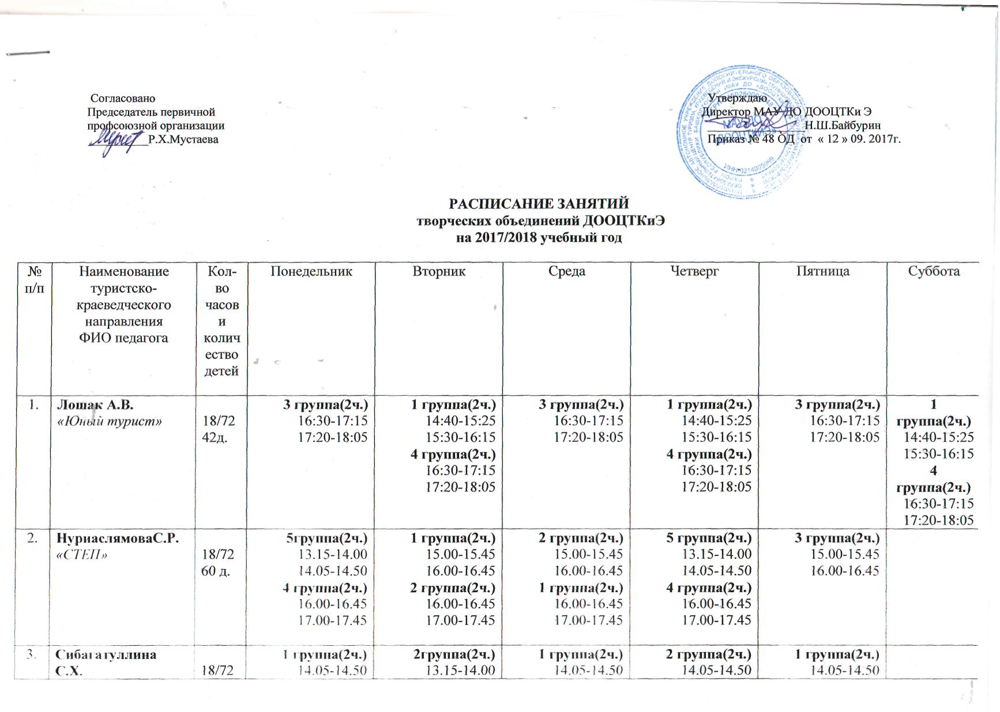 Согласовано
Председатель первичной
профсоюзной организации
Р.Х.Мустаева
Утверждаю
Директор МАУ ДО ДООЦТКи Э
Н.Ш.Байбурин
Приказ № 48 ОД от « 12 » 09. 2017г.
МАУ ДО
«ДООЦТКИЭ»
ИНН 0214005969
РАСПИСАНИЕ ЗАНЯТИЙ
творческих объединений ДООЦТКиЭ
на 2017/2018 учебный год
№
п/п
Наименование
туристско-
краеведческого
направления
ФИО педагога
Кол-
во
часов
и
колич
ество
детей
Понедельник
Вторник
Среда
Четверг
Пятница
Суббота
1.
Лошак А.В.
«Юный турист»
18/72
42д.
3 группа(2ч.)
16:30-17:15
17:20-18:05
1 группа(2ч.)
14:40-15:25
15:30-16:15
4 группа(2ч.)
16:30-17:15
17:20-18:05
3 группа(2ч.)
16:30-17:15
17:20-18:05
1 группа(2ч.)
14:40-15:25
15:30-16:15
4 группа(2ч.)
16:30-17:15
17:20-18:05
3 группа(2ч.)
16:30-17:15
17:20-18:05
1
группа(2ч.)
14:40-15:25
15:30-16:15
4
группа(2ч.)
16:30-17:15
17:20-18:05
2.
НуриаслямоваС.Р.
«СТЕП»
18/72
60 д.
5группа(2ч.)
13.15-14.00
14.05-14.50
4 группа(2ч.)
16.00-16.45
17.00-17.45
1 группа(2ч.)
15.00-15.45
16.00-16.45
2 группа(2ч.)
16.00-16.45
17.00-17.45
2 группа(2ч.)
15.00-15.45
16.00-16.45
1 группа(2ч.)
16.00-16.45
17.00-17.45
5 группа(2ч.)
13.15-14.00
14.05-14.50
4 группа(2ч.)
16.00-16.45
17.00-17.45
3 группа(2ч.)
15.00-15.45
16.00-16.45
3.
Сибагатуллина
С.Х.
18/72
1 группа(2ч.)
14.05-14.50
2группа(2ч.)
13.15-14.00
1 группа(2ч.)
14.05-14.50
2 группа(2ч.)
14.05-14.50
1 группа(2ч.)
14.05-14.50